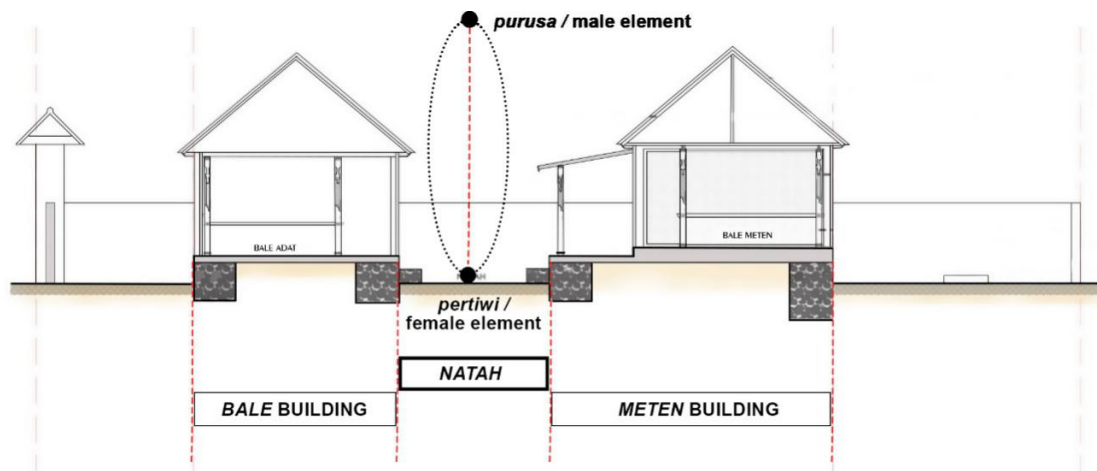 purusa / male element
BALE ADAT
BALE METEN
pertiwi /
female element
NATAH
BALE BUILDING
METEN BUILDING